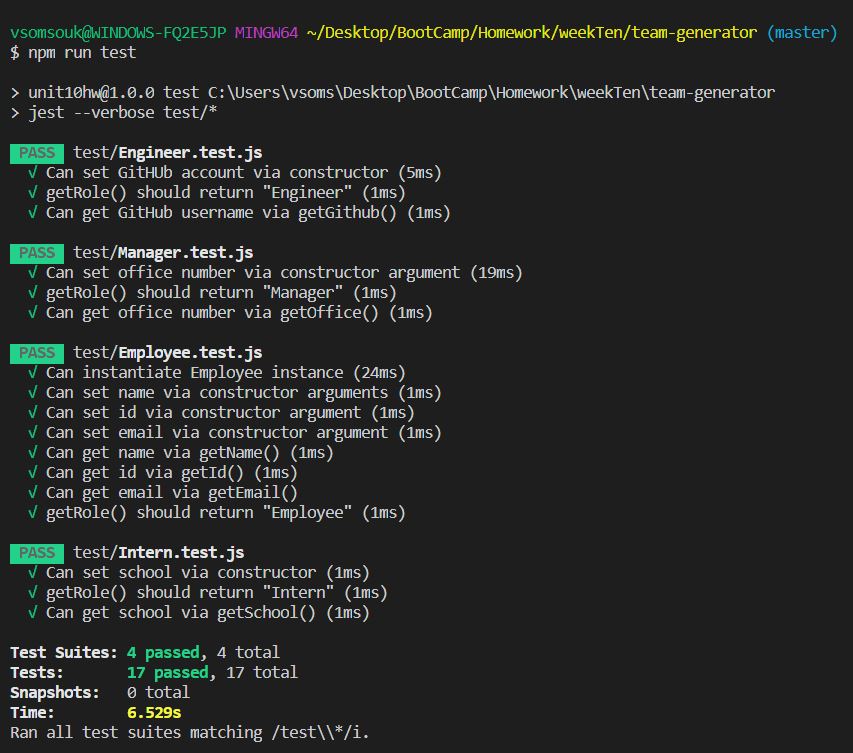 vsomsouk@WINDOWS-FQ2E5JP MINGW64 ~/Desktop/BootCamp/Homework/weekTen/team-generator (master)
$ npm run test
> unit10hw@1.0.0 test C:\Users\vsoms\Desktop\BootCamp\Homework\weekTen\team-generator
> jest --verbose test/*
PASS test/Engineer.test.js
√ Can set GitHUb account via constructor (5ms)
√ getRole() should return "Engineer" (1ms)
√ Can get GitHub username via getGithub() (1ms)
PASS test/Manager.test.js
√ Can set office number via constructor argument (19ms)
√ getRole() should return "Manager" (1ms)
√ Can get office number via getOffice() (1ms)
PASS test/Employee.test.js
√ Can instantiate Employee instance (24ms)
√ Can set name via constructor arguments (1ms)
√ Can set id via constructor argument (1ms)
√ Can set email via constructor argument (1ms)
√ Can get name via getName() (1ms)
√ Can get id via getId() (1ms)
√ Can get email via getEmail()
√ getRole() should return "Employee" (1ms)
PASS test/Intern.test.js
√ Can set school via constructor (1ms)
√ getRole() should return "Intern" (1ms)
√ Can get school via getSchool() (1ms)
Test Suites: 4 passed, 4 total
Tests: 17 passed, 17 total
Snapshots: 0 total
Time: 6.529s
Ran all test suites matching /test\\*/i.